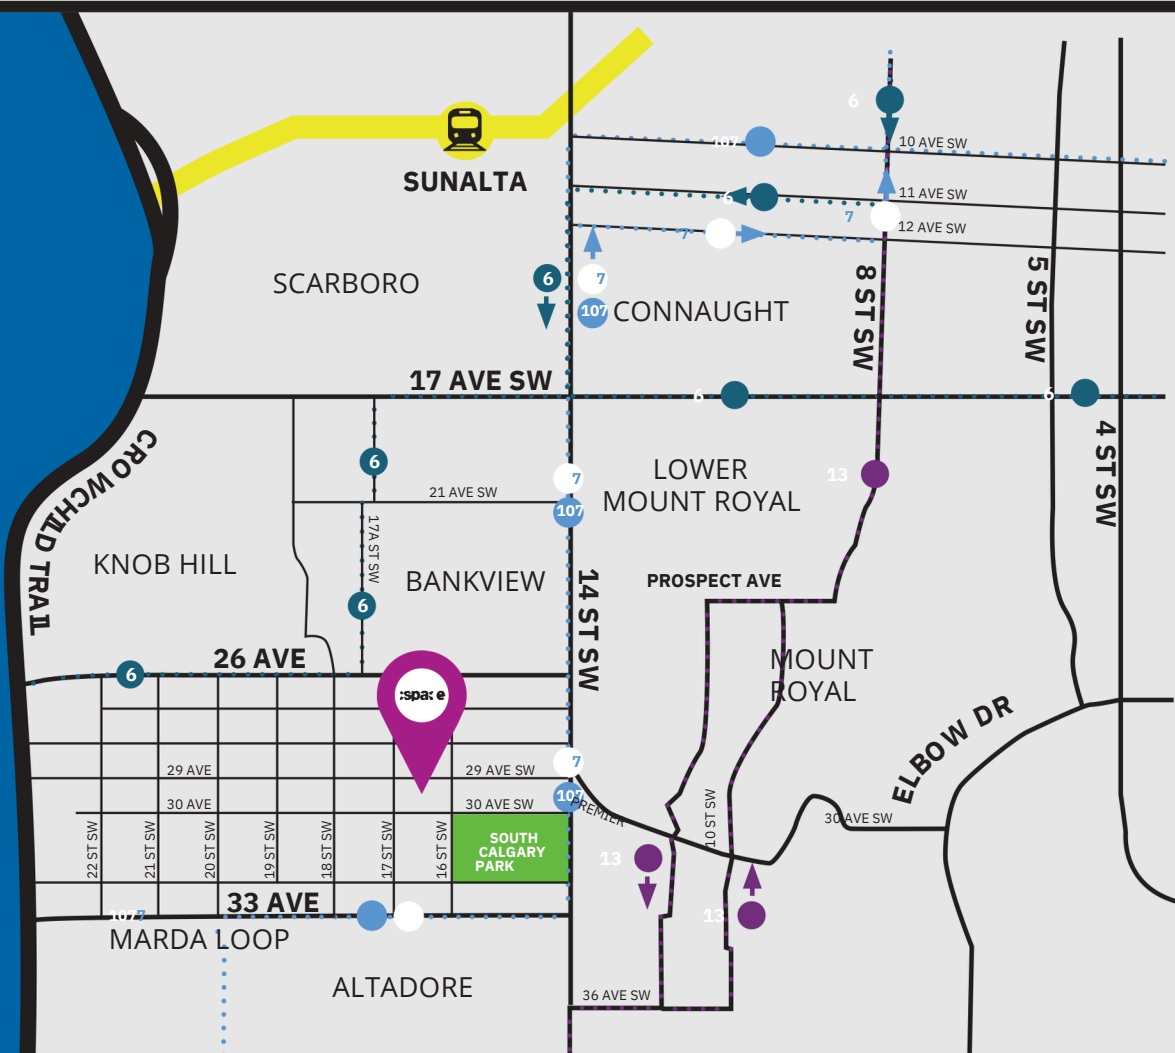 6
107
10 AVE SW
SUNALTA
6
11 AVE SW
7
7
12 AVE SW
SCARBORO
6
7
107
CONNAUGHT
8 ST SW
5 ST SW
17 AVE SW
6
6
4 ST SW
CROWCHILD TRAIL
6
7
107
21 AVE SW
LOWER
MOUNT ROYAL
13
17A ST SW
KNOB HILL
BANKVIEW
14 ST SW
PROSPECT AVE
6
26 AVE
6
:space
MOUNT
ROYAL
ELBOW DR
7
29 AVE
29 AVE SW
107
PREMIER
30 AVE
30 AVE SW
10 ST SW
30 AVE SW
22 ST SW
21 ST SW
20 ST SW
19 ST SW
18 ST SW
17 ST SW
16 ST SW
SOUTH
CALGARY
PARK
13
13
33 AVE
107
7
MARDA LOOP
ALTADORE
36 AVE SW